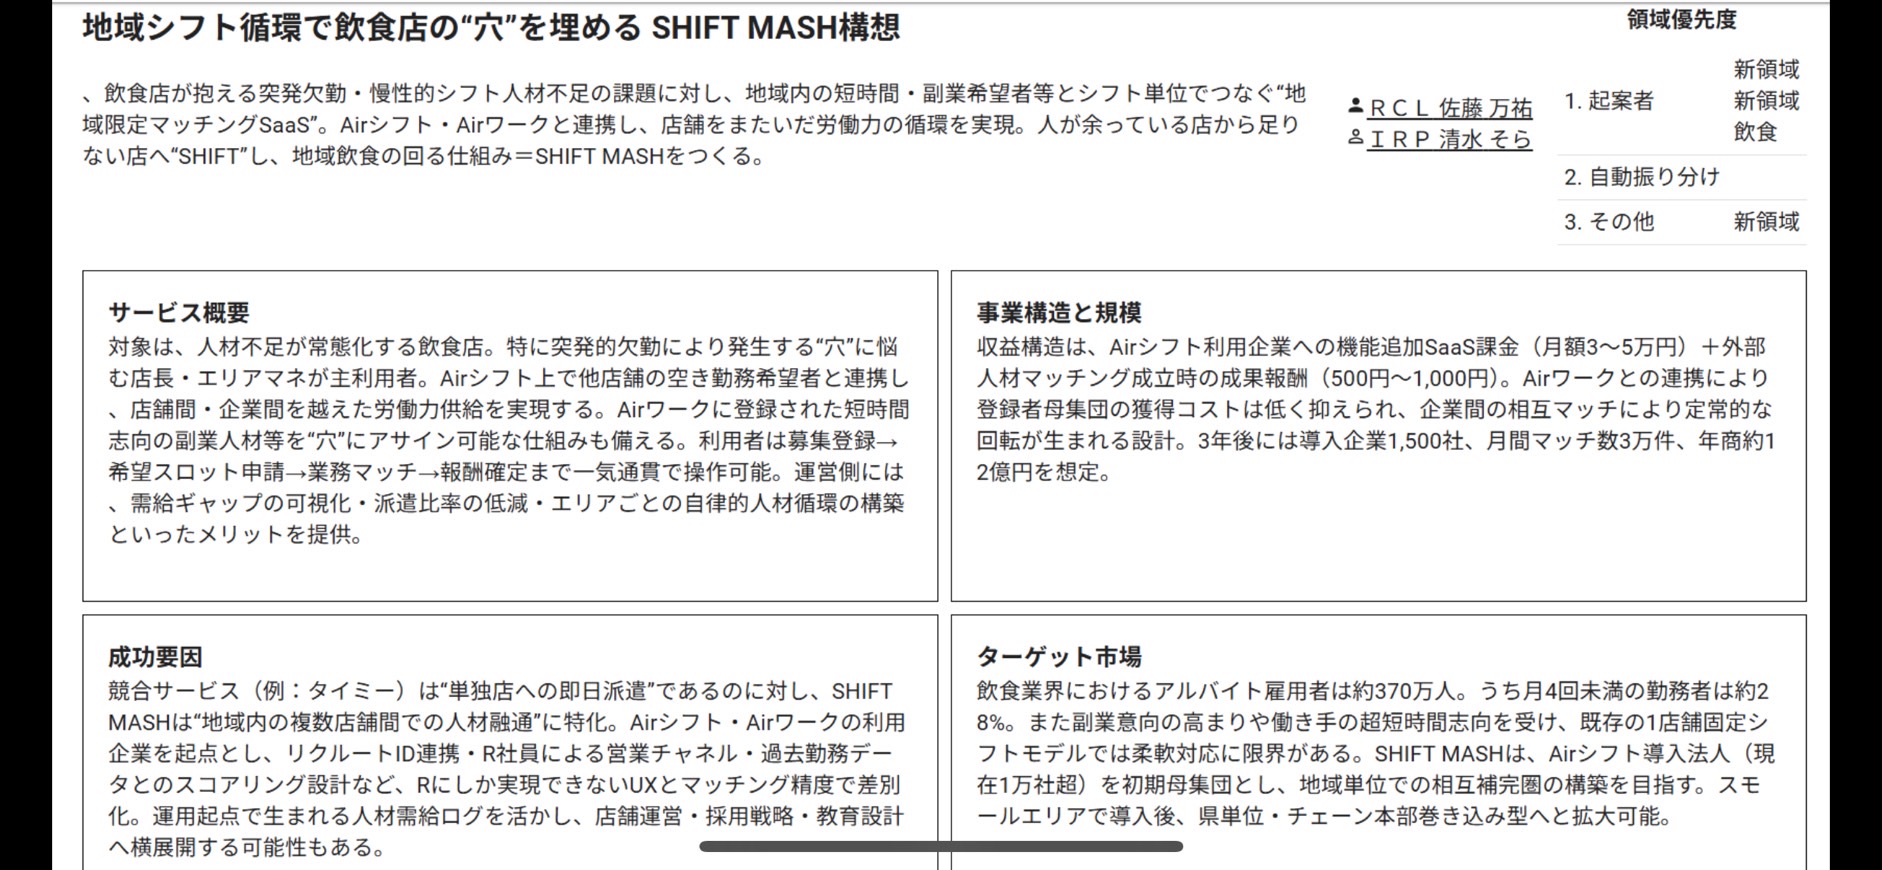 地域シフト循環で飲食店の“穴”を埋める SHIFT MASH構想
、飲食店が抱える突発欠勤・慢性的シフト人材不足の課題に対し、地域内の短時間・副業希望者等とシフト単位でつなぐ“地
域限定マッチングSaaS”。Airシフト・Airワークと連携し、店舗をまたいだ労働力の循環を実現。人が余っている店から足り
ない店へ“SHIFT”し、地域飲食の回る仕組み＝SHIFT MASHをつくる。
ＲＣＬ 佐藤 万祐
ＩＲＰ 清水 そら
領域優先度
1. 起案者
新領域
新領域
飲食
2. 自動振り分け
3. その他 新領域
サービス概要
対象は、人材不足が常態化する飲食店。特に突発的欠勤により発生する“穴”に悩
む店長・エリアマネが主利用者。Airシフト上で他店舗の空き勤務希望者と連携し
、店舗間・企業間を越えた労働力供給を実現する。Airワークに登録された短時間
志向の副業人材等を“穴”にアサイン可能な仕組みも備える。利用者は募集登録→
希望スロット申請→業務マッチ→報酬確定まで一気通貫で操作可能。運営側には
、需給ギャップの可視化・派遣比率の低減・エリアごとの自律的人材循環の構築
といったメリットを提供。
事業構造と規模
収益構造は、Airシフト利用企業への機能追加SaaS課金（月額3〜5万円）＋外部
人材マッチング成立時の成果報酬（500円〜1,000円）。Airワークとの連携により
登録者母集団の獲得コストは低く抑えられ、企業間の相互マッチにより定常的な
回転が生まれる設計。3年後には導入企業1,500社、月間マッチ数3万件、年商約1
2億円を想定。
成功要因
競合サービス（例：タイミー）は“単独店への即日派遣”であるのに対し、SHIFT
MASHは“地域内の複数店舗間での人材融通”に特化。Airシフト・Airワークの利用
企業を起点とし、リクルートID連携・R社員による営業チャネル・過去勤務デー
タとのスコアリング設計など、Rにしか実現できないUXとマッチング精度で差別
化。運用起点で生まれる人材需給ログを活かし、店舗運営・採用戦略・教育設計
へ横展開する可能性もある。
ターゲット市場
飲食業界におけるアルバイト雇用者は約370万人。うち月4回未満の勤務者は約2
8%。また副業意向の高まりや働き手の超短時間志向を受け、既存の1店舗固定シ
フトモデルでは柔軟対応に限界がある。SHIFT MASHは、Airシフト導入法人（現
在1万社超）を初期母集団とし、地域単位での相互補完圏の構築を目指す。スモ
ールエリアで導入後、県単位・チェーン本部巻き込み型へと拡大可能。